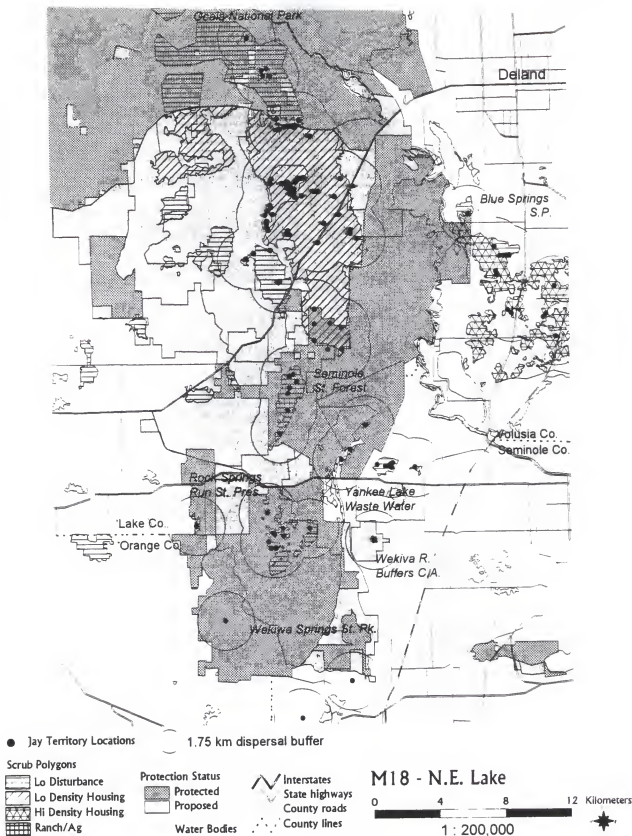 Ocala National Park
Deland
Blue Springs
S.P.
Seminole
St. Forest
Volusia Co.
Seminole Co.
Rock Springs
Run St. Pres.
Yankee Lake
Waste Water
Lake Co.
Orange Co.
Wekiva R.
Buffers C.A.
Wekiwa Springs St. Pk.
Jay Territory Locations
1.75 km dispersal buffer
Scrub Polygons
Lo Disturbance
Lo Density Housing
Hi Density Housing
Ranch/Ag
Protection Status
Protected
Proposed
Water Bodies
Interstates
State highways
County roads
County lines
M18 - N.E. Lake
0 4 8 12 Kilometers
1 : 200,000